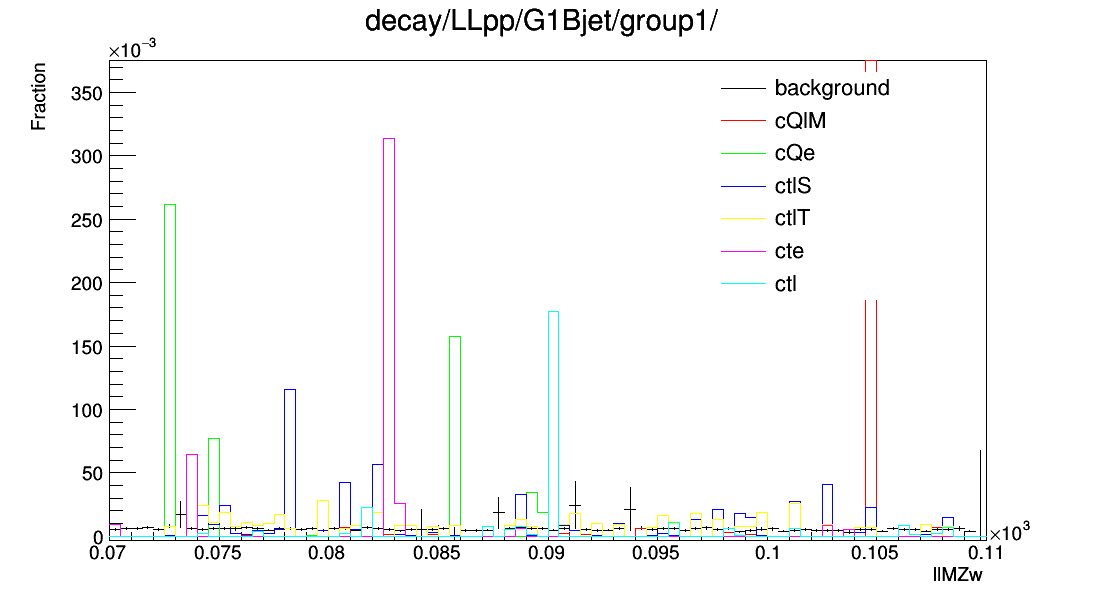 decay/LLpp/G1Bjet/group1/
×10⁻³
Fraction
350
300
250
200
150
100
50
0
background
cQlM
cQe
ctlS
ctlT
cte
ctl
0.07 0.075 0.08 0.085 0.09 0.095 0.1 0.105 0.11
×10³
llMZw